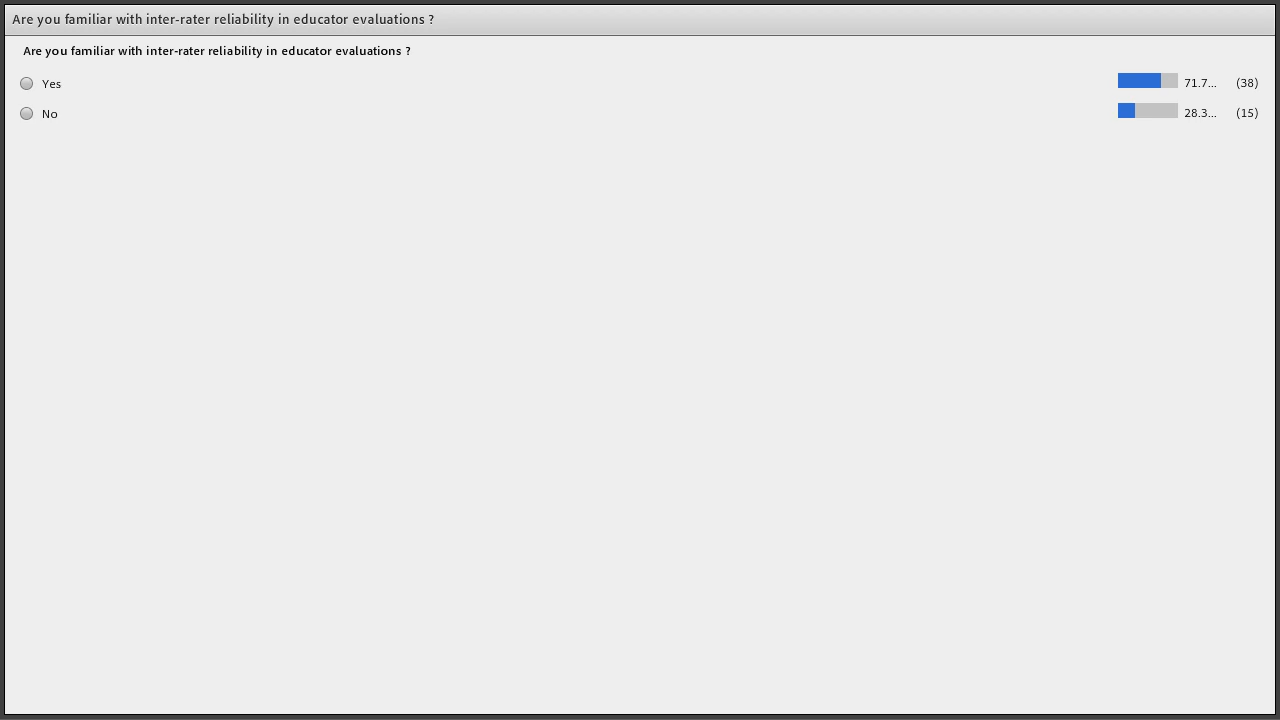 Are you familiar with inter-rater reliability in educator evaluations ?
Are you familiar with inter-rater reliability in educator evaluations ?
Yes 71.7... (38)
No 28.3... (15)